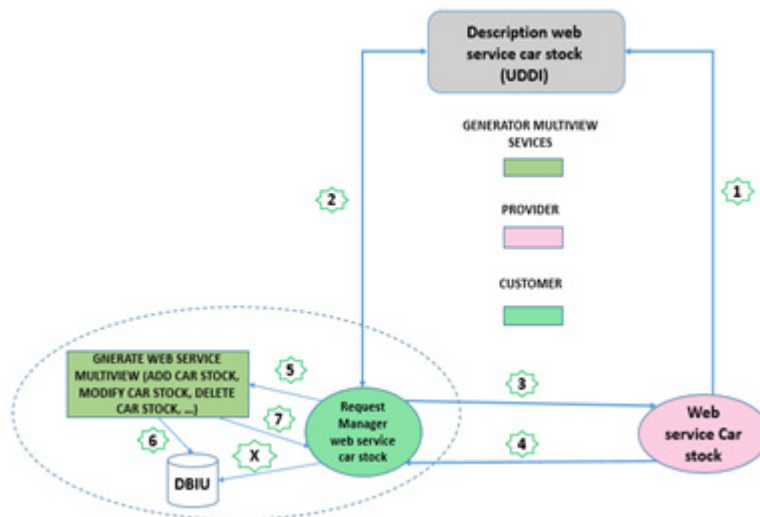 Description web
service car stock
(UDDI)
GENERATOR MULTIVIEW
SEVICES
1
2
PROVIDER
CUSTOMER
GNERATE WEB SERVICE
MULTIVIEW (ADD CAR STOCK,
MODIFY CAR STOCK, DELETE
CAR STOCK, ...)
5
3
7
Request
Manager
web service
car stock
Web
service Car
stock
6
4
X
DBIU